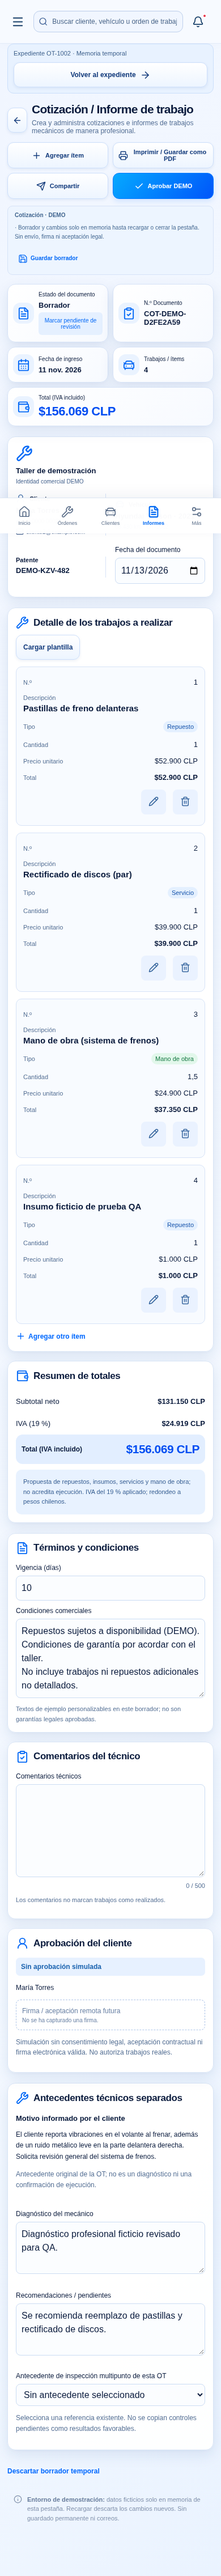 Buscar cliente, vehículo u orden de trabaj
Expediente OT-1002 · Memoria temporal
Volver al expediente
Cotización / Informe de trabajo
Crea y administra cotizaciones e informes de trabajos mecánicos de manera profesional.
Agregar ítem
Imprimir / Guardar como PDF
Compartir
Aprobar DEMO
Cotización · DEMO
· Borrador y cambios solo en memoria hasta recargar o cerrar la pestaña. Sin envío, firma ni aceptación legal.
Guardar borrador
Estado del documento
Borrador
Marcar pendiente de revisión
N.º Documento
COT-DEMO-D2FE2A59
Fecha de ingreso
11 nov. 2026
Trabajos / ítems
4
Total (IVA incluido)
$156.069 CLP
Taller de demostración
Identidad comercial DEMO
Inicio
Órdenes
Clientes
Informes
Más
Patente
DEMO-KZV-482
Fecha del documento
11/13/2026
Detalle de los trabajos a realizar
Cargar plantilla
N.º 1
Descripción
Pastillas de freno delanteras
Tipo Repuesto
Cantidad 1
Precio unitario $52.900 CLP
Total $52.900 CLP
N.º 2
Descripción
Rectificado de discos (par)
Tipo Servicio
Cantidad 1
Precio unitario $39.900 CLP
Total $39.900 CLP
N.º 3
Descripción
Mano de obra (sistema de frenos)
Tipo Mano de obra
Cantidad 1,5
Precio unitario $24.900 CLP
Total $37.350 CLP
N.º 4
Descripción
Insumo ficticio de prueba QA
Tipo Repuesto
Cantidad 1
Precio unitario $1.000 CLP
Total $1.000 CLP
Agregar otro ítem
Resumen de totales
Subtotal neto $131.150 CLP
IVA (19 %) $24.919 CLP
Total (IVA incluido) $156.069 CLP
Propuesta de repuestos, insumos, servicios y mano de obra; no acredita ejecución. IVA del 19 % aplicado; redondeo a pesos chilenos.
Términos y condiciones
Vigencia (días)
10
Condiciones comerciales
Repuestos sujetos a disponibilidad (DEMO).
Condiciones de garantía por acordar con el taller.
No incluye trabajos ni repuestos adicionales no detallados.
Textos de ejemplo personalizables en este borrador; no son garantías legales aprobadas.
Comentarios del técnico
Comentarios técnicos
0 / 500
Los comentarios no marcan trabajos como realizados.
Aprobación del cliente
Sin aprobación simulada
María Torres
Firma / aceptación remota futura
No se ha capturado una firma.
Simulación sin consentimiento legal, aceptación contractual ni firma electrónica válida. No autoriza trabajos reales.
Antecedentes técnicos separados
Motivo informado por el cliente
El cliente reporta vibraciones en el volante al frenar, además de un ruido metálico leve en la parte delantera derecha. Solicita revisión general del sistema de frenos.
Antecedente original de la OT; no es un diagnóstico ni una confirmación de ejecución.
Diagnóstico del mecánico
Diagnóstico profesional ficticio revisado para QA.
Recomendaciones / pendientes
Se recomienda reemplazo de pastillas y rectificado de discos.
Antecedente de inspección multipunto de esta OT
Sin antecedente seleccionado
Selecciona una referencia existente. No se copian controles pendientes como resultados favorables.
Descartar borrador temporal
Entorno de demostración: datos ficticios solo en memoria de esta pestaña. Recargar descarta los cambios nuevos. Sin guardado permanente ni correos.